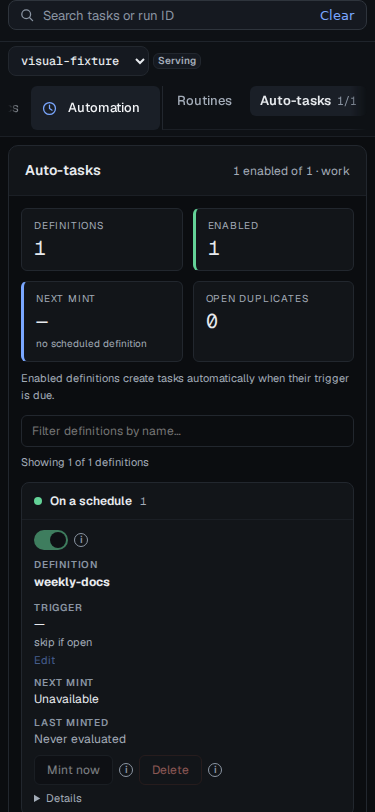 Search tasks or run ID Clear
visual-fixture Serving
s Automation Routines Auto-tasks 1/1
Auto-tasks 1 enabled of 1 · work
DEFINITIONS
1
ENABLED
1
NEXT MINT
—
no scheduled definition
OPEN DUPLICATES
0
Enabled definitions create tasks automatically when their trigger
is due.
Filter definitions by name…
Showing 1 of 1 definitions
On a schedule 1
DEFINITION
weekly-docs
TRIGGER
—
skip if open
Edit
NEXT MINT
Unavailable
LAST MINTED
Never evaluated
Mint now Delete
Details